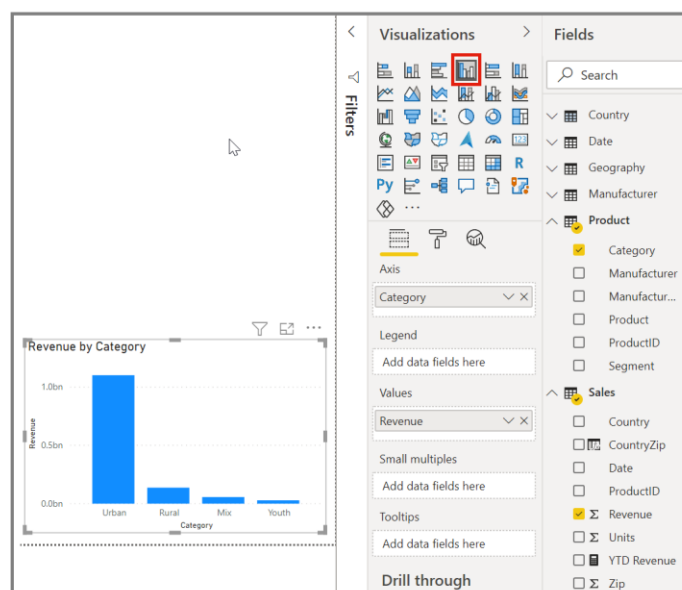 Visualizations
Fields
Search
Filters
Country
Date
Geography
Manufacturer
Product
Category
Manufacturer
Manufactur...
Product
ProductID
Segment
Sales
Country
CountryZip
Date
ProductID
Revenue
Units
YTD Revenue
Zip
123
R
Py
...
Axis
Category
Legend
Add data fields here
Values
Revenue
Small multiples
Add data fields here
Tooltips
Add data fields here
Drill through
...
Revenue by Category
1.0bn
0.5bn
0.0bn
Revenue
Urban Rural Mix Youth
Category